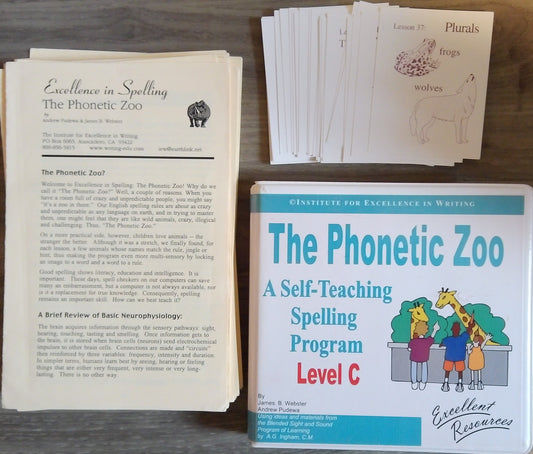 Excellence in Spelling
The Phonetic Zoo
by
Andrew Pudewa & James B. Webster
The Institute for Excellence in Writing
PO Box 6065, Atascadero, CA 93422
800-856-5815 www.writing-edu.com iew@earthlink.net
The Phonetic Zoo?
Welcome to Excellence in Spelling: The Phonetic Zoo! Why do we
call it "The Phonetic Zoo?" Well, a couple of reasons. When you
have a room full of crazy and unpredictable people, you might say
"it's a zoo in there." Our English spelling rules are about as crazy
and unpredictable as any language on earth, and in trying to master
them, one might feel that they are like wild animals, crazy, illogical
and challenging. Thus, "The Phonetic Zoo."
On a more practical side, however, children love animals -- the
stranger the better. Although it was a stretch, we finally found, for
each lesson, a few animals whose names match the rule, jingle or
hint, thus making the program even more multi-sensory by locking
an image to a word and a word to a rule.
Good spelling shows literacy, education and intelligence. It is
important. These days, spell checkers on our computers can save
many an embarrassment, but a computer is not always available, nor
is it a replacement for true knowledge. Consequently, spelling
remains an important skill. How can we best teach it?
A Brief Review of Basic Neurophysiology:
The brain acquires information through the sensory pathways: sight,
hearing, touching, tasting and smelling. Once information gets to
the brain, it is stored when brain cells (neurons) send electrochemical
impulses to other brain cells. Connections are made and "circuits"
then reinforced by three variables: frequency, intensity and duration.
In simpler terms, humans learn best by seeing, hearing or feeling
things that are either very frequent, very intense or very long-
lasting. There is no other way.
Le
T
Lesson 37:
Plurals
frogs
wolves
©INSTITUTE FOR EXCELLENCE IN WRITING
The Phonetic Zoo
A Self-Teaching
Spelling
Program
Level C
By
James. B. Webster
Andrew Pudewa
Using ideas and materials from
the Blended Sight and Sound
Program of Learning
by A.G. Ingham, C.M.
Excellent
Resources